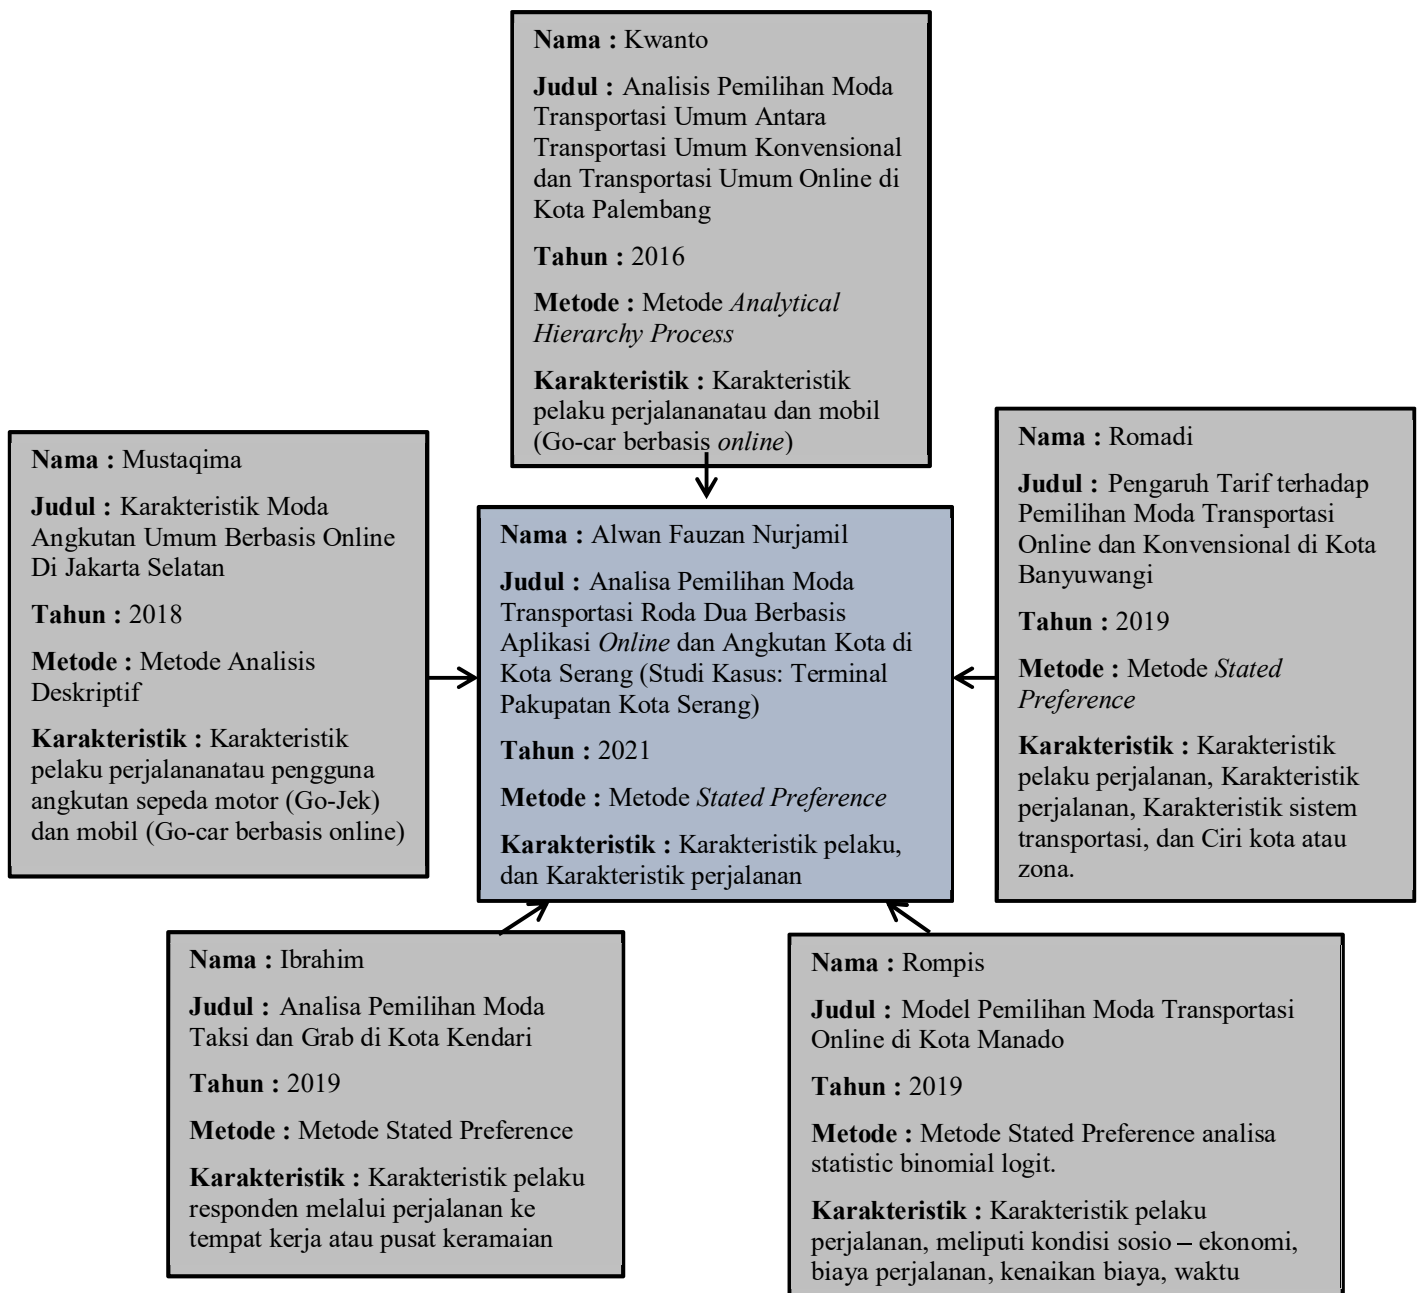 Nama : Kwanto
Judul : Analisis Pemilihan Moda
Transportasi Umum Antara
Transportasi Umum Konvensional
dan Transportasi Umum Online di
Kota Palembang
Tahun : 2016
Metode : Metode Analytical
Hierarchy Process
Karakteristik : Karakteristik
pelaku perjalananatau dan mobil
(Go-car berbasis online)
Nama : Mustaqima
Judul : Karakteristik Moda
Angkutan Umum Berbasis Online
Di Jakarta Selatan
Tahun : 2018
Metode : Metode Analisis
Deskriptif
Karakteristik : Karakteristik
pelaku perjalananatau pengguna
angkutan sepeda motor (Go-Jek)
dan mobil (Go-car berbasis online)
Nama : Alwan Fauzan Nurjamil
Judul : Analisa Pemilihan Moda
Transportasi Roda Dua Berbasis
Aplikasi Online dan Angkutan Kota di
Kota Serang (Studi Kasus: Terminal
Pakupatan Kota Serang)
Tahun : 2021
Metode : Metode Stated Preference
Karakteristik : Karakteristik pelaku,
dan Karakteristik perjalanan
Nama : Romadi
Judul : Pengaruh Tarif terhadap
Pemilihan Moda Transportasi
Online dan Konvensional di Kota
Banyuwangi
Tahun : 2019
Metode : Metode Stated
Preference
Karakteristik : Karakteristik
pelaku perjalanan, Karakteristik
perjalanan, Karakteristik sistem
transportasi, dan Ciri kota atau
zona.
Nama : Ibrahim
Judul : Analisa Pemilihan Moda
Taksi dan Grab di Kota Kendari
Tahun : 2019
Metode : Metode Stated Preference
Karakteristik : Karakteristik pelaku
responden melalui perjalanan ke
tempat kerja atau pusat keramaian
Nama : Rompis
Judul : Model Pemilihan Moda Transportasi
Online di Kota Manado
Tahun : 2019
Metode : Metode Stated Preference analisa
statistic binomial logit.
Karakteristik : Karakteristik pelaku
perjalanan, meliputi kondisi sosio – ekonomi,
biaya perjalanan, kenaikan biaya, waktu